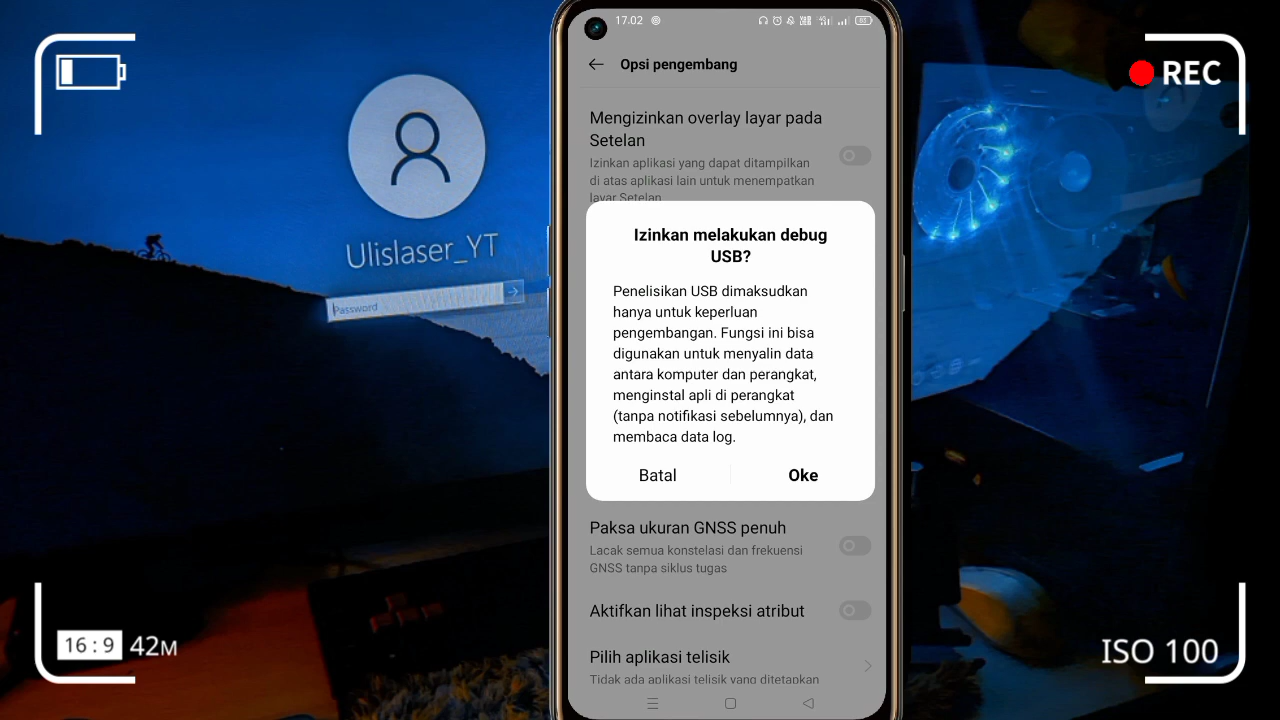 17.02
65
REC
Opsi pengembang
Mengizinkan overlay layar pada
Setelan
Izinkan aplikasi yang dapat ditampilkan
di atas aplikasi lain untuk menempatkan
layar Setelan
Ulislaser_YT
Password
Izinkan melakukan debug
USB?
Penelisikan USB dimaksudkan
hanya untuk keperluan
pengembangan. Fungsi ini bisa
digunakan untuk menyalin data
antara komputer dan perangkat,
menginstal apli di perangkat
(tanpa notifikasi sebelumnya), dan
membaca data log.
Batal
Oke
Paksa ukuran GNSS penuh
Lacak semua konstelasi dan frekuensi
GNSS tanpa siklus tugas
Aktifkan lihat inspeksi atribut
Pilih aplikasi telisik
Tidak ada aplikasi telisik yang ditetapkan
16 : 9 42M
ISO 100